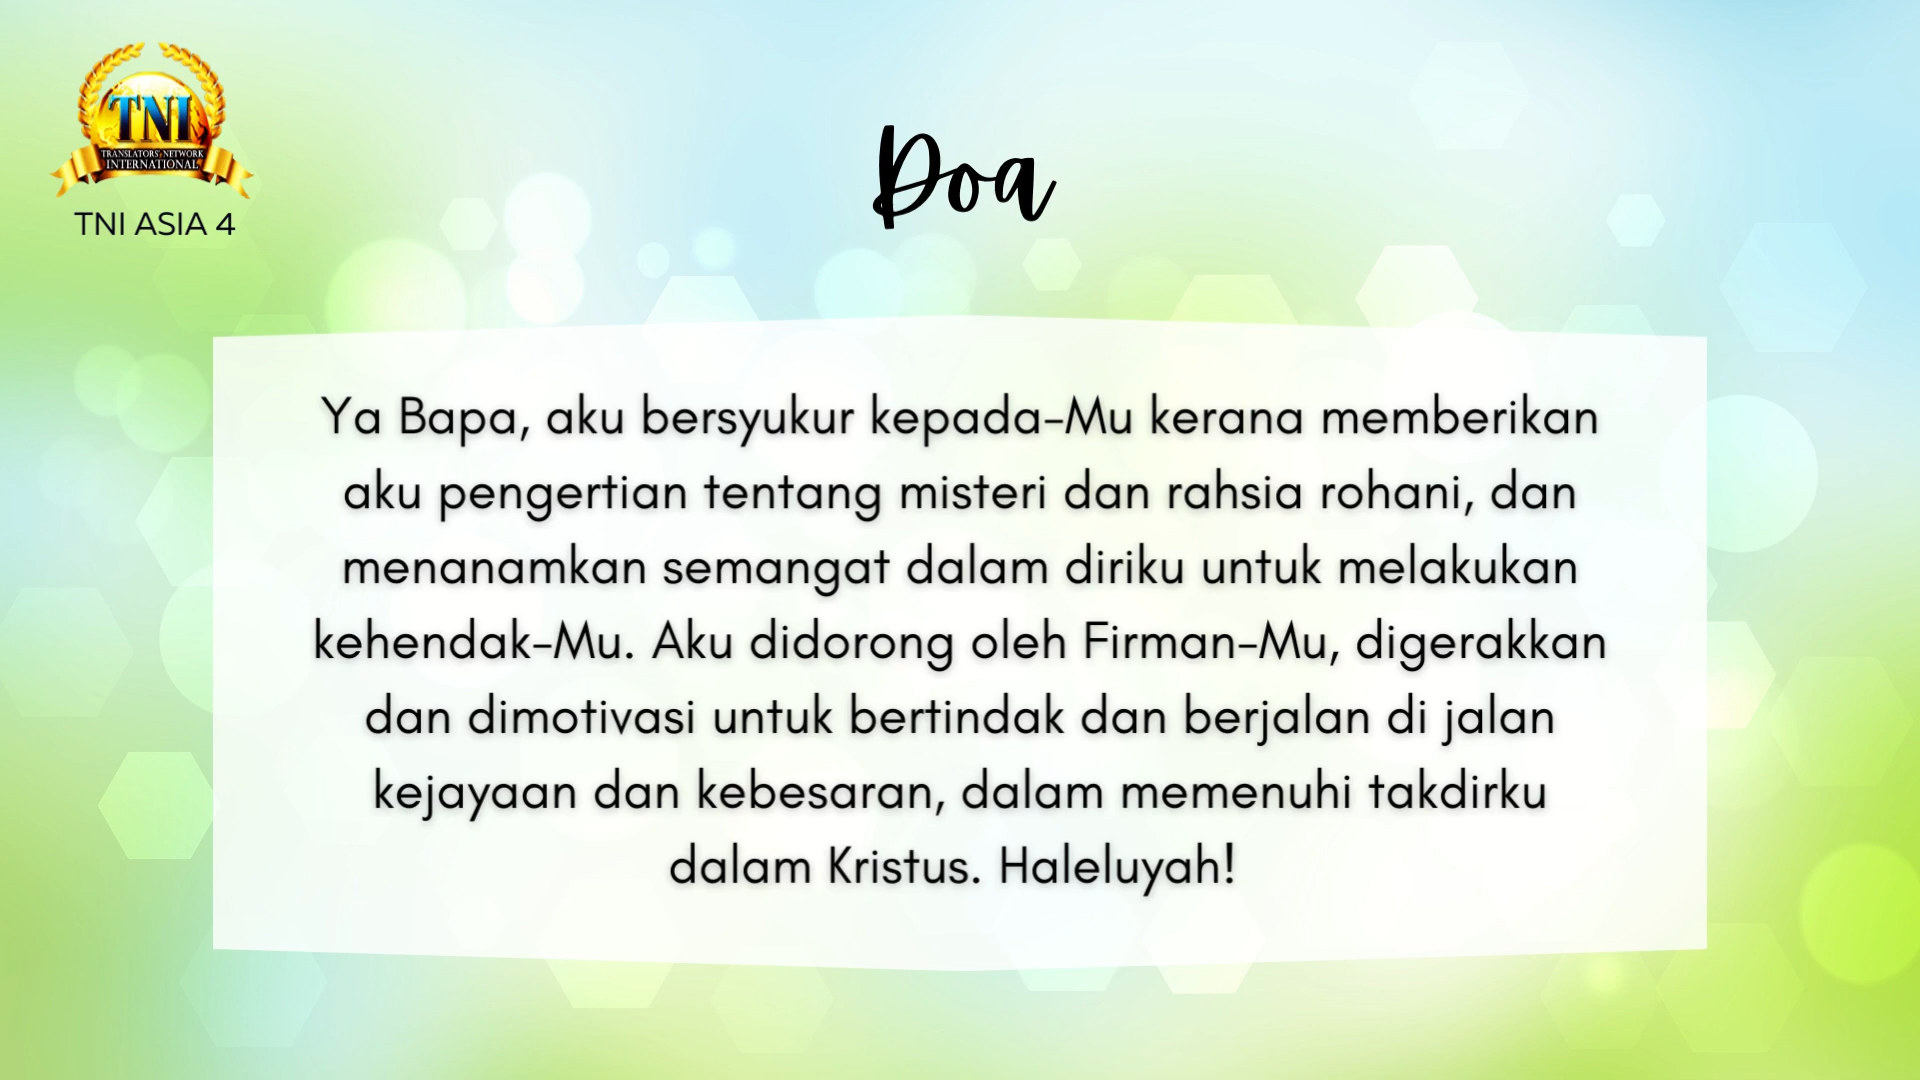 TNI
TRANSLATORS' NETWORK
INTERNATIONAL
TNI ASIA 4
Doa
Ya Bapa, aku bersyukur kepada-Mu kerana memberikan
aku pengertian tentang misteri dan rahsia rohani, dan
menanamkan semangat dalam diriku untuk melakukan
kehendak-Mu. Aku didorong oleh Firman-Mu, digerakkan
dan dimotivasi untuk bertindak dan berjalan di jalan
kejayaan dan kebesaran, dalam memenuhi takdirku
dalam Kristus. Haleluyah!